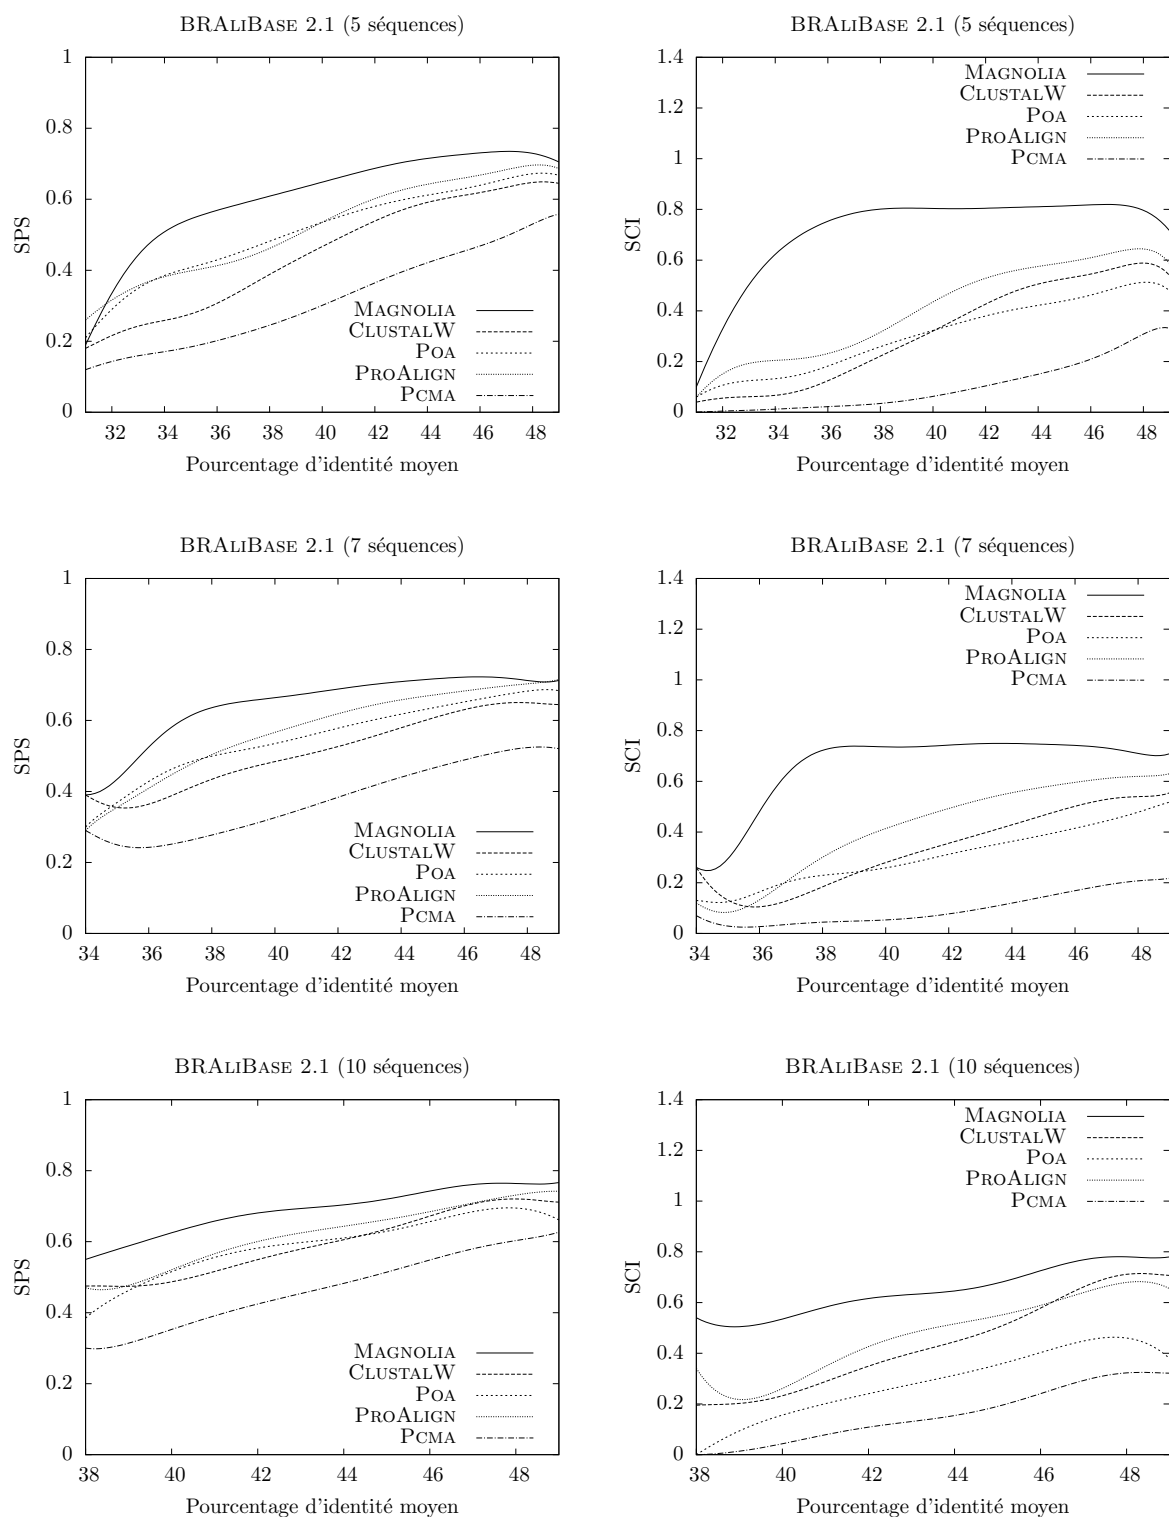 BRALIBASE 2.1 (5 séquences)
1
0.8
0.6
0.4
0.2
0
SPS
MAGNOLIA
CLUSTALW
POA
PROALIGN
PCMA
32 34 36 38 40 42 44 46 48
Pourcentage d'identité moyen
BRALIBASE 2.1 (5 séquences)
1.4
1.2
1
0.8
0.6
0.4
0.2
0
SCI
MAGNOLIA
CLUSTALW
POA
PROALIGN
PCMA
32 34 36 38 40 42 44 46 48
Pourcentage d'identité moyen
BRALIBASE 2.1 (7 séquences)
1
0.8
0.6
0.4
0.2
0
SPS
MAGNOLIA
CLUSTALW
POA
PROALIGN
PCMA
34 36 38 40 42 44 46 48
Pourcentage d'identité moyen
BRALIBASE 2.1 (7 séquences)
1.4
1.2
1
0.8
0.6
0.4
0.2
0
SCI
MAGNOLIA
CLUSTALW
POA
PROALIGN
PCMA
34 36 38 40 42 44 46 48
Pourcentage d'identité moyen
BRALIBASE 2.1 (10 séquences)
1
0.8
0.6
0.4
0.2
0
SPS
MAGNOLIA
CLUSTALW
POA
PROALIGN
PCMA
38 40 42 44 46 48
Pourcentage d'identité moyen
BRALIBASE 2.1 (10 séquences)
1.4
1.2
1
0.8
0.6
0.4
0.2
0
SCI
MAGNOLIA
CLUSTALW
POA
PROALIGN
PCMA
38 40 42 44 46 48
Pourcentage d'identité moyen